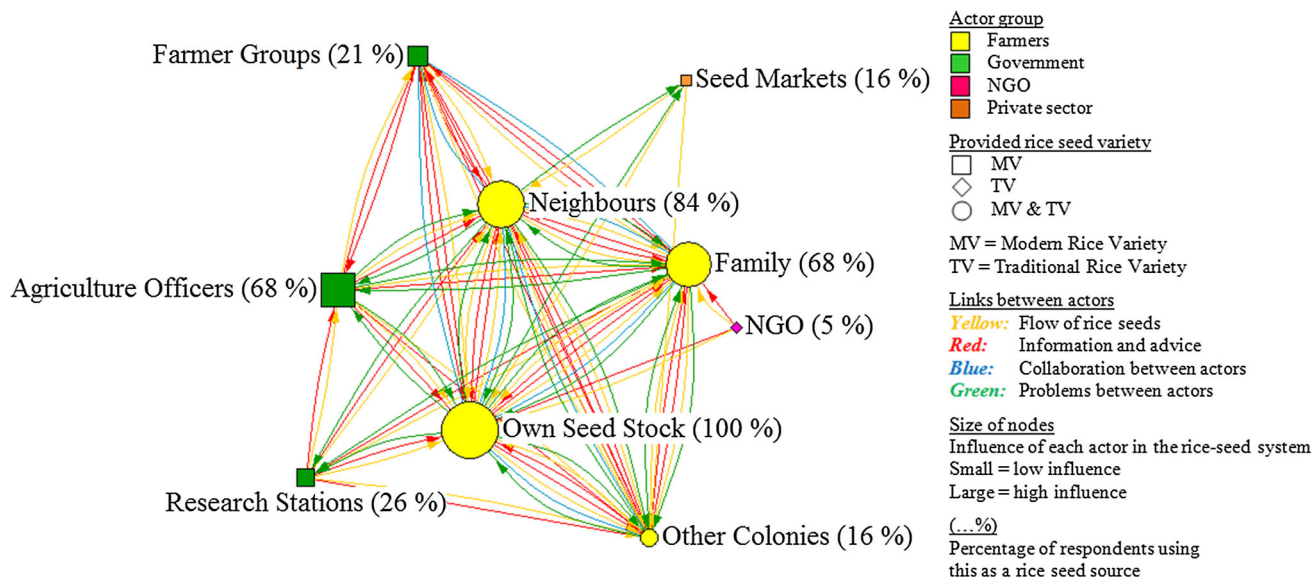 Farmer Groups (21 %)
Seed Markets (16 %)
Neighbours (84 %)
Family (68 %)
Agriculture Officers (68 %)
NGO (5 %)
Own Seed Stock (100 %)
Research Stations (26 %)
Other Colonies (16 %)
Actor group
Farmers
Government
NGO
Private sector
Provided rice seed variety
MV
TV
MV & TV
MV = Modern Rice Variety
TV = Traditional Rice Variety
Links between actors
Yellow: Flow of rice seeds
Red: Information and advice
Blue: Collaboration between actors
Green: Problems between actors
Size of nodes
Influence of each actor in the rice-seed system
Small = low influence
Large = high influence
(...%)
Percentage of respondents using
this as a rice seed source